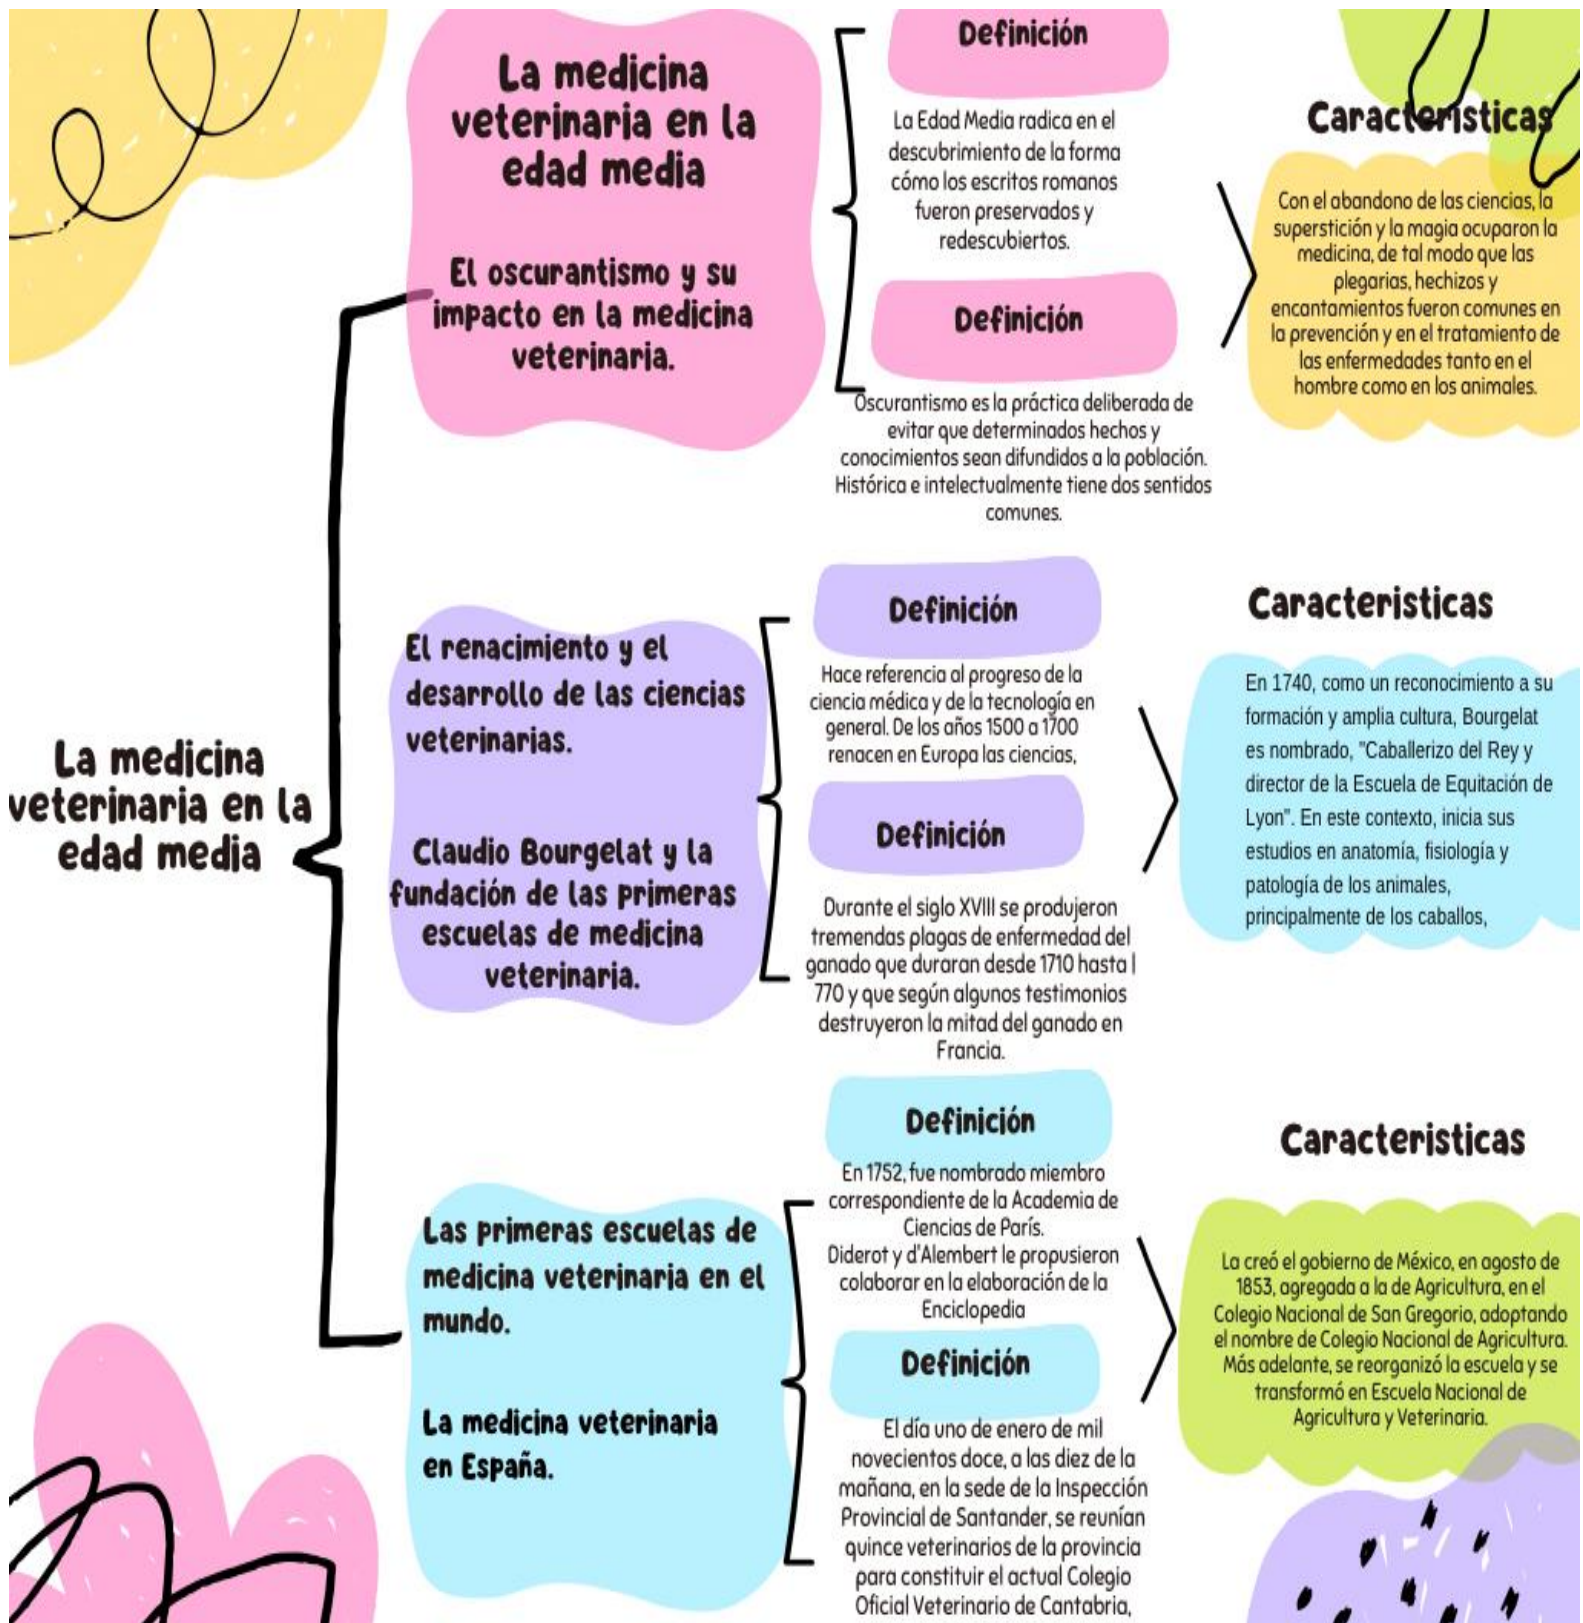 La medicina
veterinaria en la
edad media
La medicina
veterinaria en la
edad media
El oscurantismo y su
impacto en la medicina
veterinaria.
Definición
La Edad Media radica en el
descubrimiento de la forma
cómo los escritos romanos
fueron preservados y
redescubiertos.
Definición
Oscurantismo es la práctica deliberada de
evitar que determinados hechos y
conocimientos sean difundidos a la población.
Histórica e intelectualmente tiene dos sentidos
comunes.
Caracteristicas
Con el abandono de las ciencias, la
superstición y la magia ocuparon la
medicina, de tal modo que las
plegarias, hechizos y
encantamientos fueron comunes en
la prevención y en el tratamiento de
las enfermedades tanto en el
hombre como en los animales.
El renacimiento y el
desarrollo de las ciencias
veterinarias.
Claudio Bourgelat y la
fundación de las primeras
escuelas de medicina
veterinaria.
Definición
Hace referencia al progreso de la
ciencia médica y de la tecnología en
general. De los años 1500 a 1700
renacen en Europa las ciencias,
Definición
Durante el siglo XVIII se produjeron
tremendas plagas de enfermedad del
ganado que duraran desde 1710 hasta l
770 y que según algunos testimonios
destruyeron la mitad del ganado en
Francia.
Caracteristicas
En 1740, como un reconocimiento a su
formación y amplia cultura, Bourgelat
es nombrado, "Caballerizo del Rey y
director de la Escuela de Equitación de
Lyon". En este contexto, inicia sus
estudios en anatomía, fisiología y
patología de los animales,
principalmente de los caballos,
Las primeras escuelas de
medicina veterinaria en el
mundo.
La medicina veterinaria
en España.
Definición
En 1752, fue nombrado miembro
correspondiente de la Academia de
Ciencias de París.
Diderot y d'Alembert le propusieron
colaborar en la elaboración de la
Enciclopedia
Definición
El día uno de enero de mil
novecientos doce, a las diez de la
mañana, en la sede de la Inspección
Provincial de Santander, se reunían
quince veterinarios de la provincia
para constituir el actual Colegio
Oficial Veterinario de Cantabria,
Caracteristicas
La creó el gobierno de México, en agosto de
1853, agregada a la de Agricultura, en el
Colegio Nacional de San Gregorio, adoptando
el nombre de Colegio Nacional de Agricultura.
Más adelante, se reorganizó la escuela y se
transformó en Escuela Nacional de
Agricultura y Veterinaria.